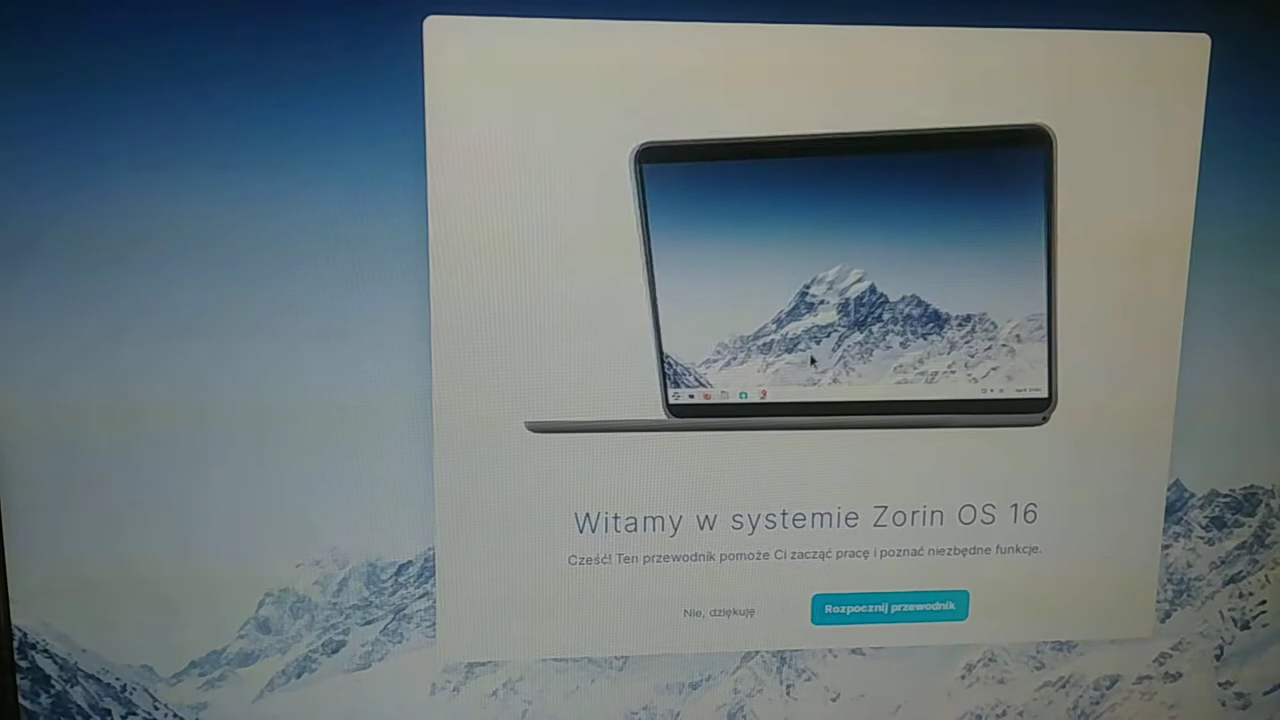 Witamy w systemie Zorin OS 16
Cześć! Ten przewodnik pomoże Ci zacząć pracę i poznać niezbędne funkcje.
Nie, dziękuję
Rozpocznij przewodnik